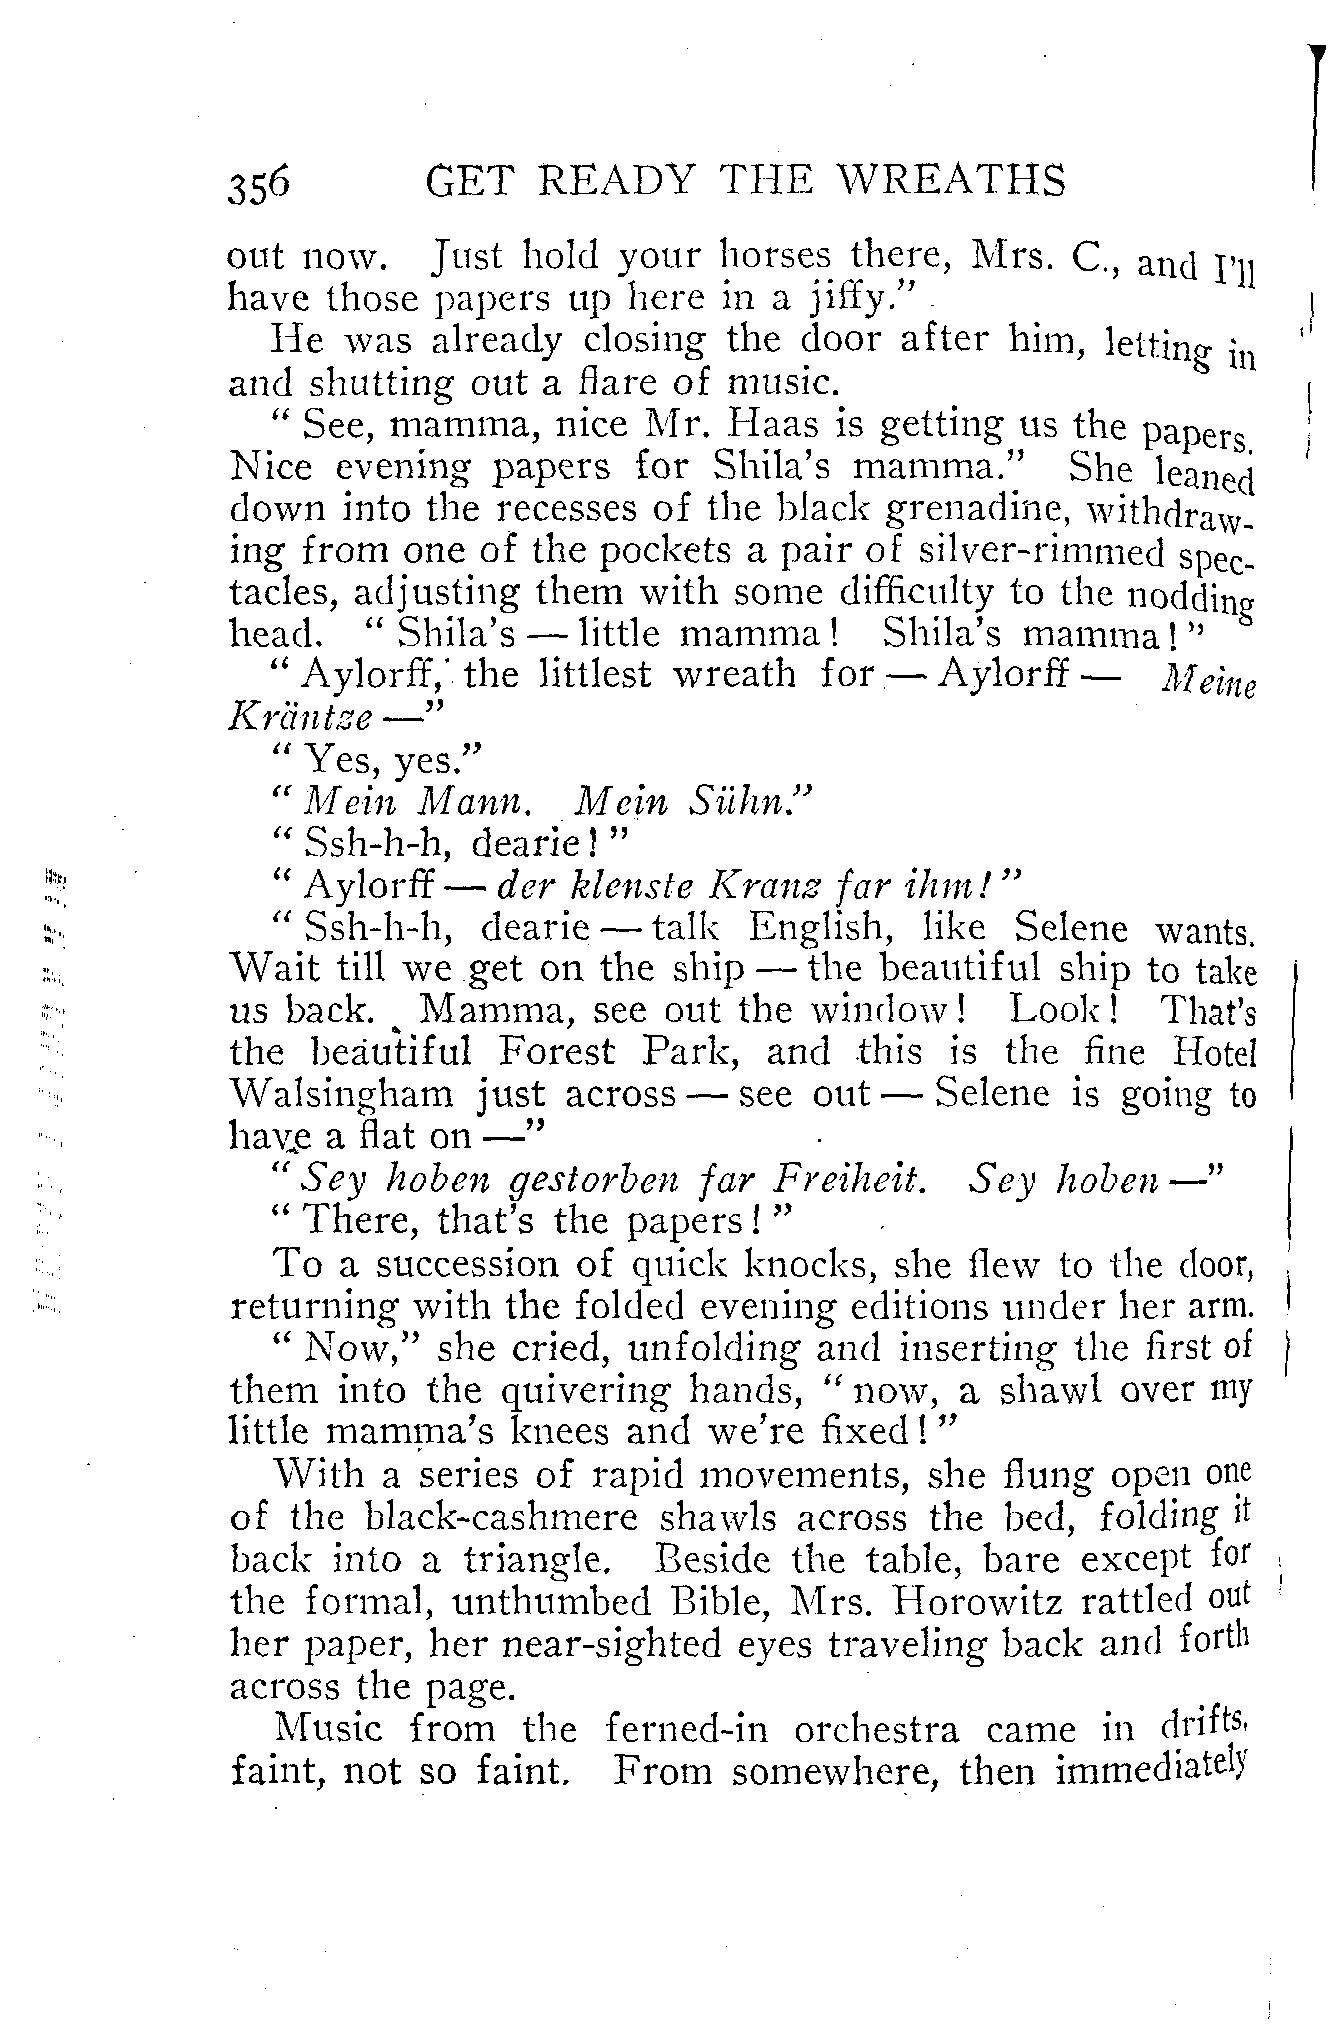 356 GET READY THE WREATHS
out now. Just hold your horses there, Mrs. C., and I'll
have those papers up here in a jiffy."
He was already closing the door after him, letting in
and shutting out a flare of music.
" See, mamma, nice Mr. Haas is getting us the papers.
Nice evening papers for Shila's mamma." She leaned
down into the recesses of the black grenadine, withdraw-
ing from one of the pockets a pair of silver-rimmed spec-
tacles, adjusting them with some difficulty to the nodding
head. " Shila's — little mamma! Shila's mamma! "
" Aylorff, the littlest wreath for — Aylorff — Meine
Kräntze —"
" Yes, yes."
" Mein Mann. Mein Sühn."
" Ssh-h-h, dearie! "
" Aylorff — der klenste Kranz far ihm! "
" Ssh-h-h, dearie — talk English, like Selene wants.
Wait till we get on the ship — the beautiful ship to take
us back. Mamma, see out the window! Look! That's
the beautiful Forest Park, and this is the fine Hotel
Walsingham just across — see out — Selene is going to
have a flat on —"
" Sey hoben gestorben far Freiheit. Sey hoben —"
" There, that's the papers! "
To a succession of quick knocks, she flew to the door,
returning with the folded evening editions under her arm.
" Now," she cried, unfolding and inserting the first of
them into the quivering hands, " now, a shawl over my
little mamma's knees and we're fixed! "
With a series of rapid movements, she flung open one
of the black-cashmere shawls across the bed, folding it
back into a triangle. Beside the table, bare except for
the formal, unthumbed Bible, Mrs. Horowitz rattled out
her paper, her near-sighted eyes traveling back and forth
across the page.
Music from the ferned-in orchestra came in drifts,
faint, not so faint. From somewhere, then immediately